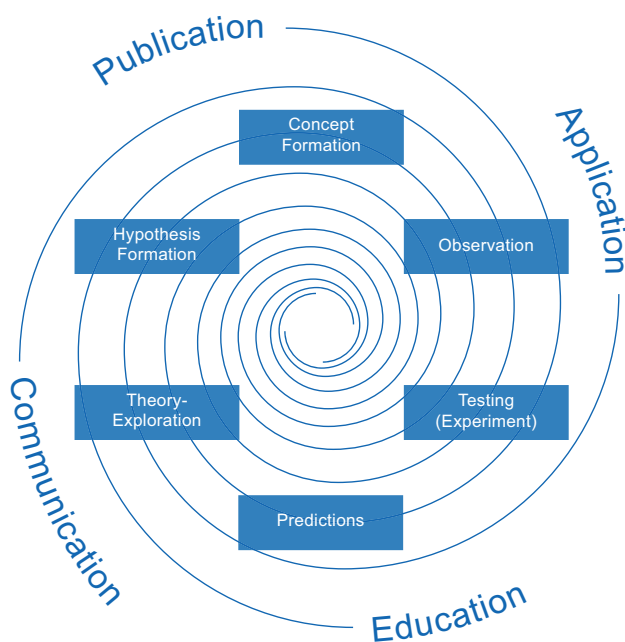 Publication
Application
Concept
Formation
Hypothesis
Formation
Observation
Theory-
Exploration
Testing
(Experiment)
Predictions
Communication
Education